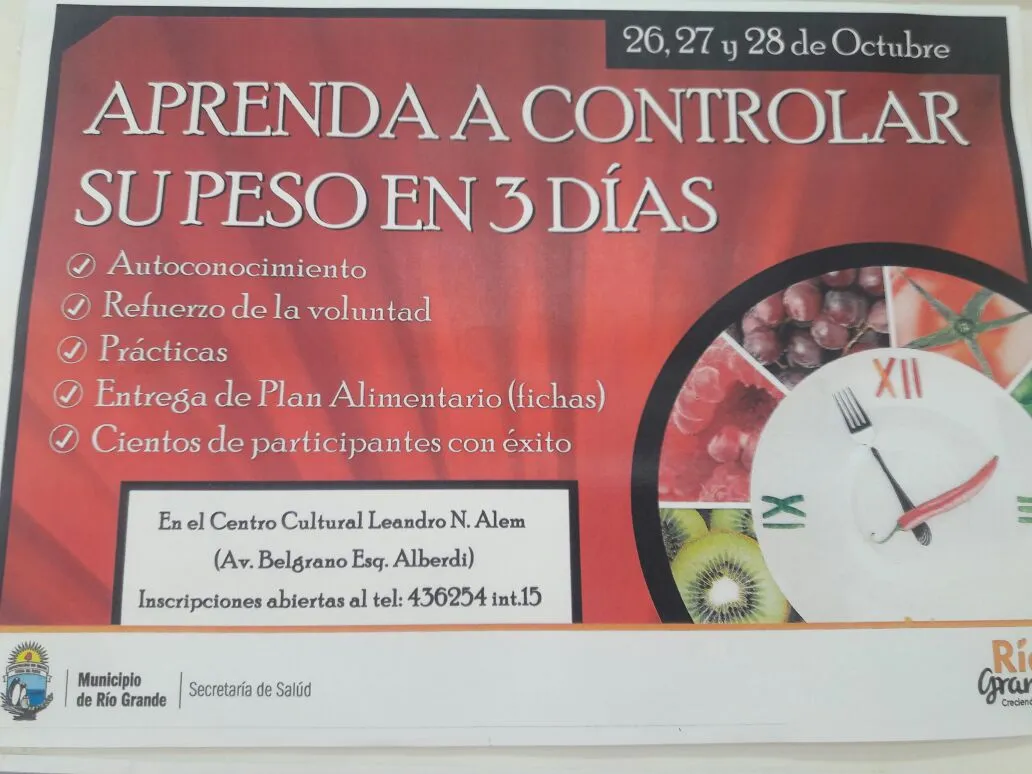 26, 27 y 28 de Octubre
APRENDA A CONTROLAR
SU PESO EN 3 DÍAS
Autoconocimiento
Refuerzo de la voluntad
Prácticas
Entrega de Plan Alimentario (fichas)
Cientos de participantes con éxito
XII
IX
En el Centro Cultural Leandro N. Alem
(Av. Belgrano Esq. Alberdi)
Inscripciones abiertas al tel: 436254 int.15
Municipio
de Río Grande
Secretaría de Salúd